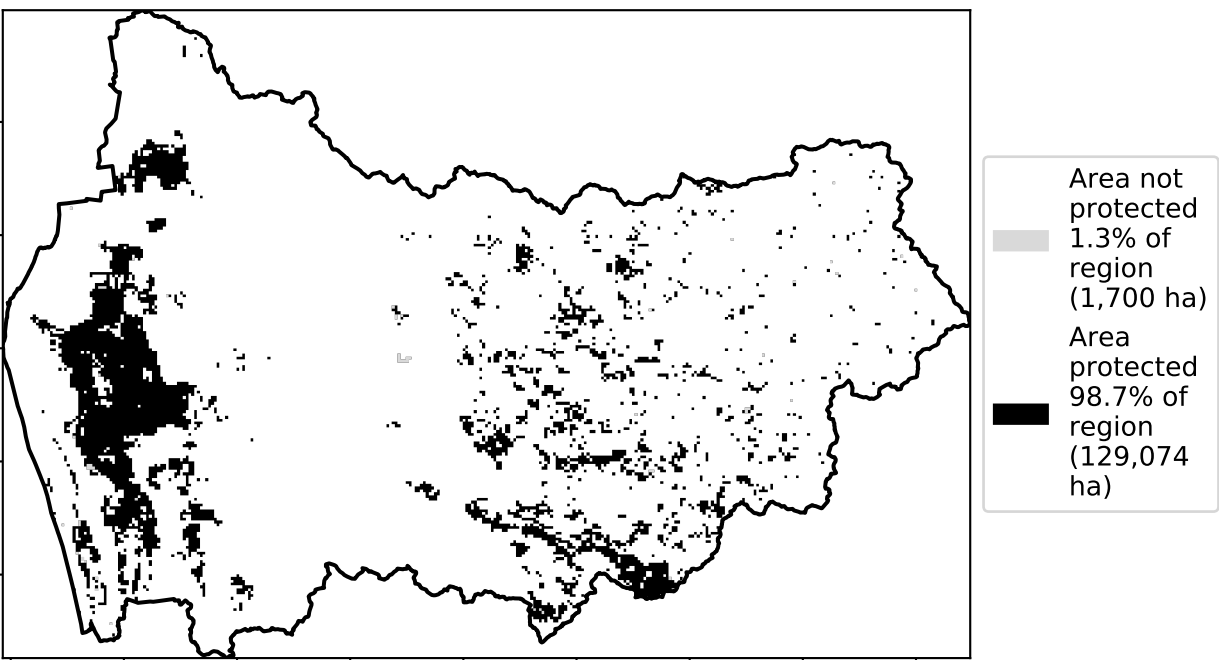 Area not
protected
1.3% of
region
(1,700 ha)
Area
protected
98.7% of
region
(129,074
ha)